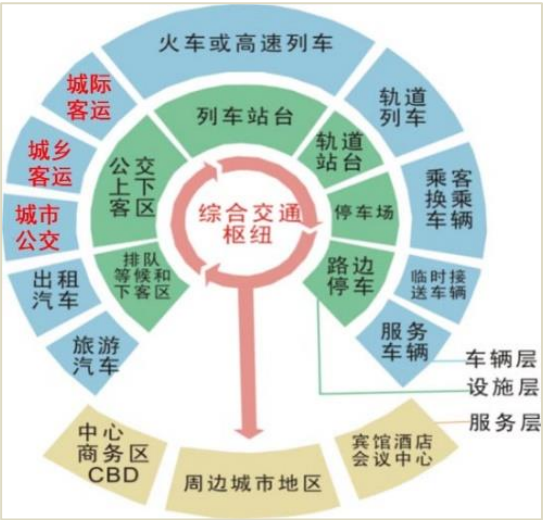 火车或高速列车
城际
客运
轨道
列车
列车站台
城乡
客运
公交
上下
客区
轨道
站台
乘客
换乘
车辆
城市
公交
综合交通
枢纽
停车场
排队
等候和
下客区
路边
停车
出租
汽车
临时接
送车辆
旅游
汽车
服务
车辆
车辆层
设施层
服务层
中心
商务区
CBD
周边城市地区
宾馆酒店
会议中心